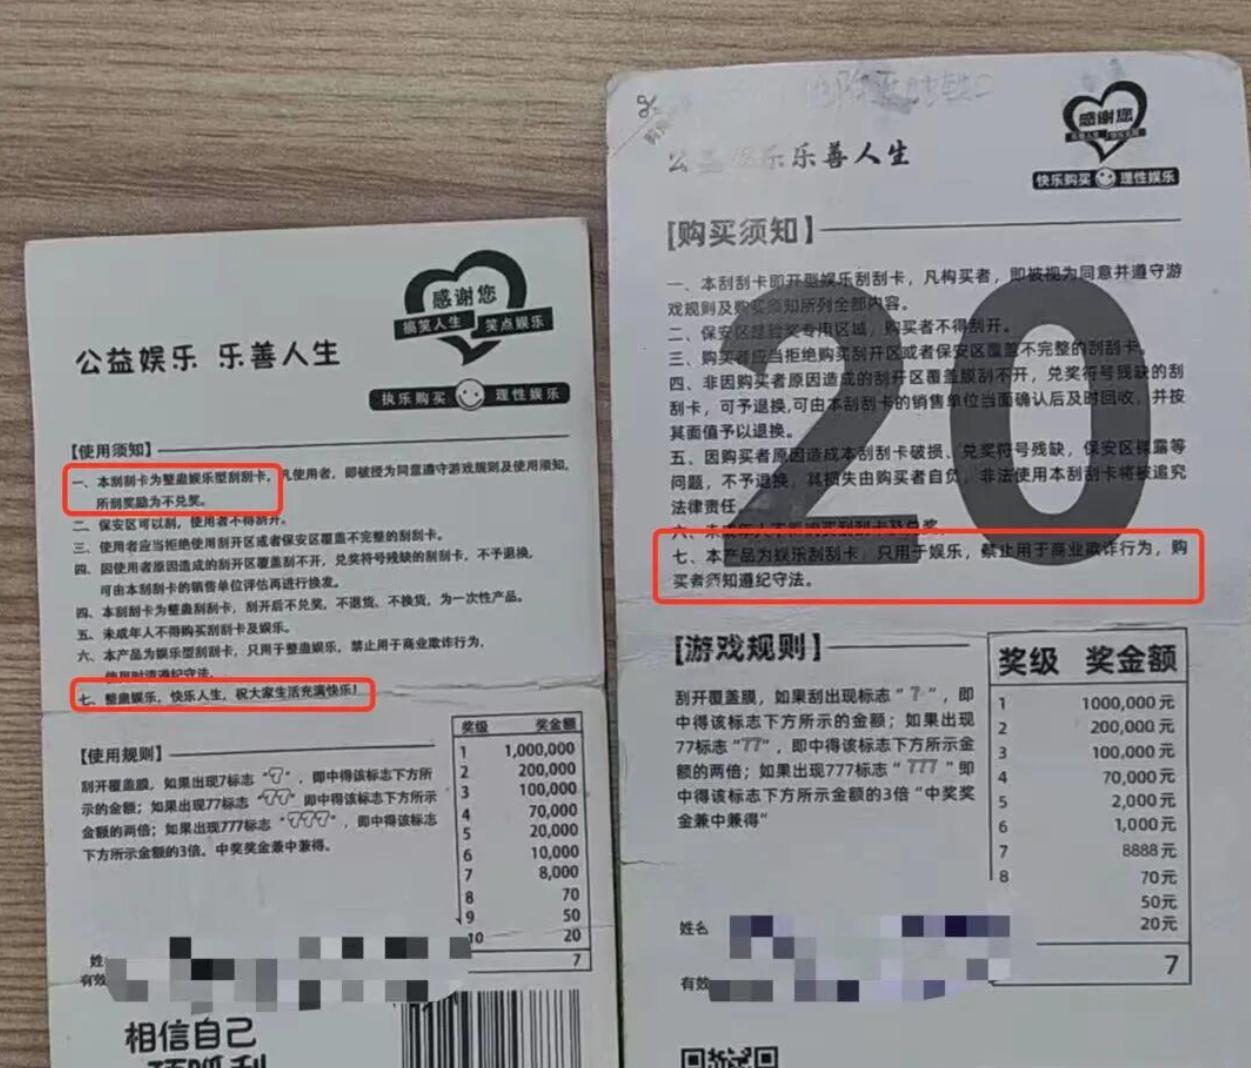 感谢您
搞笑人生 笑点娱乐
公益娱乐 乐善人生
快乐购买 理性娱乐
【使用须知】
一、本刮刮卡为整蛊娱乐型刮刮卡，凡使用者，即被授为同意遵守游戏规则及使用须知，
所刮奖励为不兑奖。
二、保安区可以刮，使用者不得刮开。
三、使用者应当拒绝使用刮开区或者保安区覆盖不完整的刮刮卡。
四、因使用者原因造成的刮开区覆盖刮不开，兑奖符号残缺的刮刮卡，不予退换，
可由本刮刮卡的销售单位评估再进行换发。
四、本刮刮卡为整蛊刮刮卡，刮开后不兑奖，不退货、不换货，为一次性产品。
五、未成年人不得购买刮刮卡及娱乐。
六、本产品为娱乐型刮刮卡，只用于整蛊娱乐，禁止用于商业欺诈行为，
使用时请遵纪守法。
七、整蛊娱乐，快乐人生，祝大家生活充满快乐！
【使用规则】
刮开覆盖膜，如果出现7标志“7”，即中得该标志下方所
示的金额；如果出现77标志“77”即中得该标志下方所示
金额的两倍；如果出现777标志“777”，即中得该标志
下方所示金额的3倍。中奖奖金兼中兼得。
奖级 奖金额
1 1,000,000
2 200,000
3 100,000
4 70,000
5 20,000
6 10,000
7 8,000
8 70
9 50
10 20
7
姓
有效
相信自己
感谢您
快乐购买 理性娱乐
公益娱乐乐善人生
【购买须知】
20
一、本刮刮卡即开型娱乐刮刮卡，凡构买者，即被视为同意并遵守游
戏规则及购买须知所列全部内容。
二、保安区是验奖专用区域，购买者不得刮开。
三、购买者应当拒绝购买刮开区或者保安区覆盖不完整的刮刮卡。
四、非因购买者原因造成的刮开区覆盖膜刮不开，兑奖符号残缺的刮
刮卡，可予退换,可由本刮刮卡的销售单位当面确认后及时回收，并按
其面值予以退换。
五、因购买者原因造成本刮刮卡破损、兑奖符号残缺，保安区裸露等
问题，不予退换，其损失由购买者自负，非法使用本刮刮卡将被追究
法律责任。
六、未成年人不得购买刮刮卡及兑奖。
七、本产品为娱乐刮刮卡，只用于娱乐，禁止用于商业欺诈行为，购
买者须知遵纪守法。
【游戏规则】
刮开覆盖膜，如果刮出现标志“7”，即
中得该标志下方所示的金额；如果出现
77标志“77”，即中得该标志下方所示金
额的两倍；如果出现777标志“777”即
中得该标志下方所示金额的3倍“中奖奖
金兼中兼得”
奖级 奖金额
1 1000,000元
2 200,000元
3 100,000元
4 70,000元
5 2,000元
6 1,000元
7 8888元
8 70元
50元
20元
7
姓名
有效